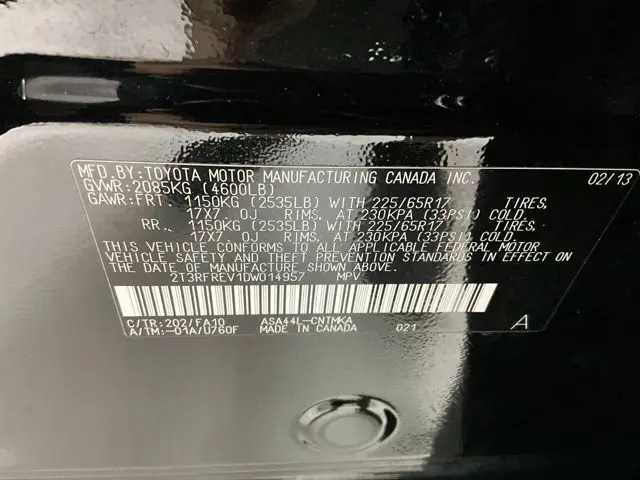 MFD.BY: TOYOTA MOTOR MANUFACTURING CANADA INC. 02/13
GVWR: 2085KG (4600LB)
GAWR: FRT. 1150KG (2535LB) WITH 225/65R17 TIRES,
17X7.0J RIMS, AT 230KPA (33PSI) COLD.
RR. 1150KG (2535LB) WITH 225/65R17 TIRES,
17X7.0J RIMS, AT 230KPA (33PSI) COLD.
THIS VEHICLE CONFORMS TO ALL APPLICABLE FEDERAL MOTOR
VEHICLE SAFETY AND THEFT PREVENTION STANDARDS IN EFFECT ON
THE DATE OF MANUFACTURE SHOWN ABOVE.
2T3RFREV1DW014957 MPV
C/TR: 202/FA10 ASA44L-CNTMKA
A/TM: -01A/U760F MADE IN CANADA 021 A